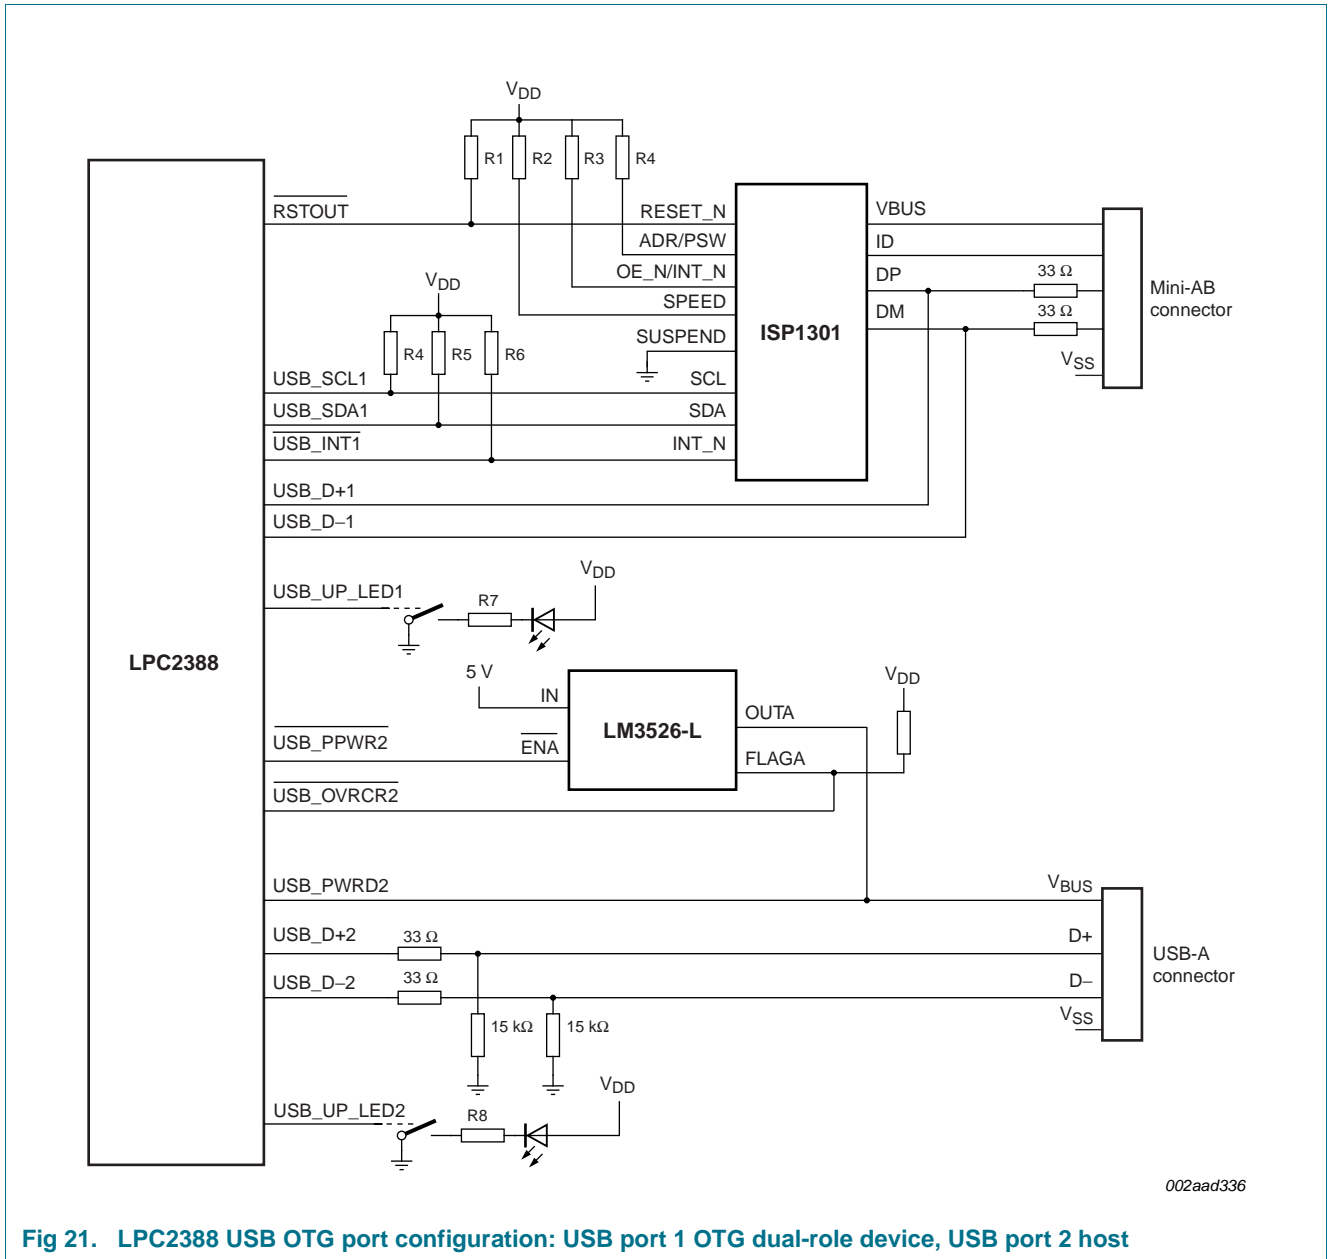 VDD
R1 R2 R3 R4
RSTOUT RESET_N VBUS
ADR/PSW ID
OE_N/INT_N DP 33 Ω
SPEED DM 33 Ω
Mini-AB
connector
VDD
SUSPEND ISP1301
VSS
R4 R5 R6
USB_SCL1 SCL
USB_SDA1 SDA
USB_INT1 INT_N
USB_D+1
USB_D−1
VDD
USB_UP_LED1 R7
LPC2388
5 V IN
LM3526-L
OUTA
VDD
USB_PPWR2 ENA FLAGA
USB_OVRCR2
USB_PWRD2 VBUS
USB_D+2 33 Ω D+
USB_D−2 33 Ω D−
USB-A
connector
VSS
15 kΩ 15 kΩ
VDD
USB_UP_LED2 R8
002aad336
Fig 21. LPC2388 USB OTG port configuration: USB port 1 OTG dual-role device, USB port 2 host